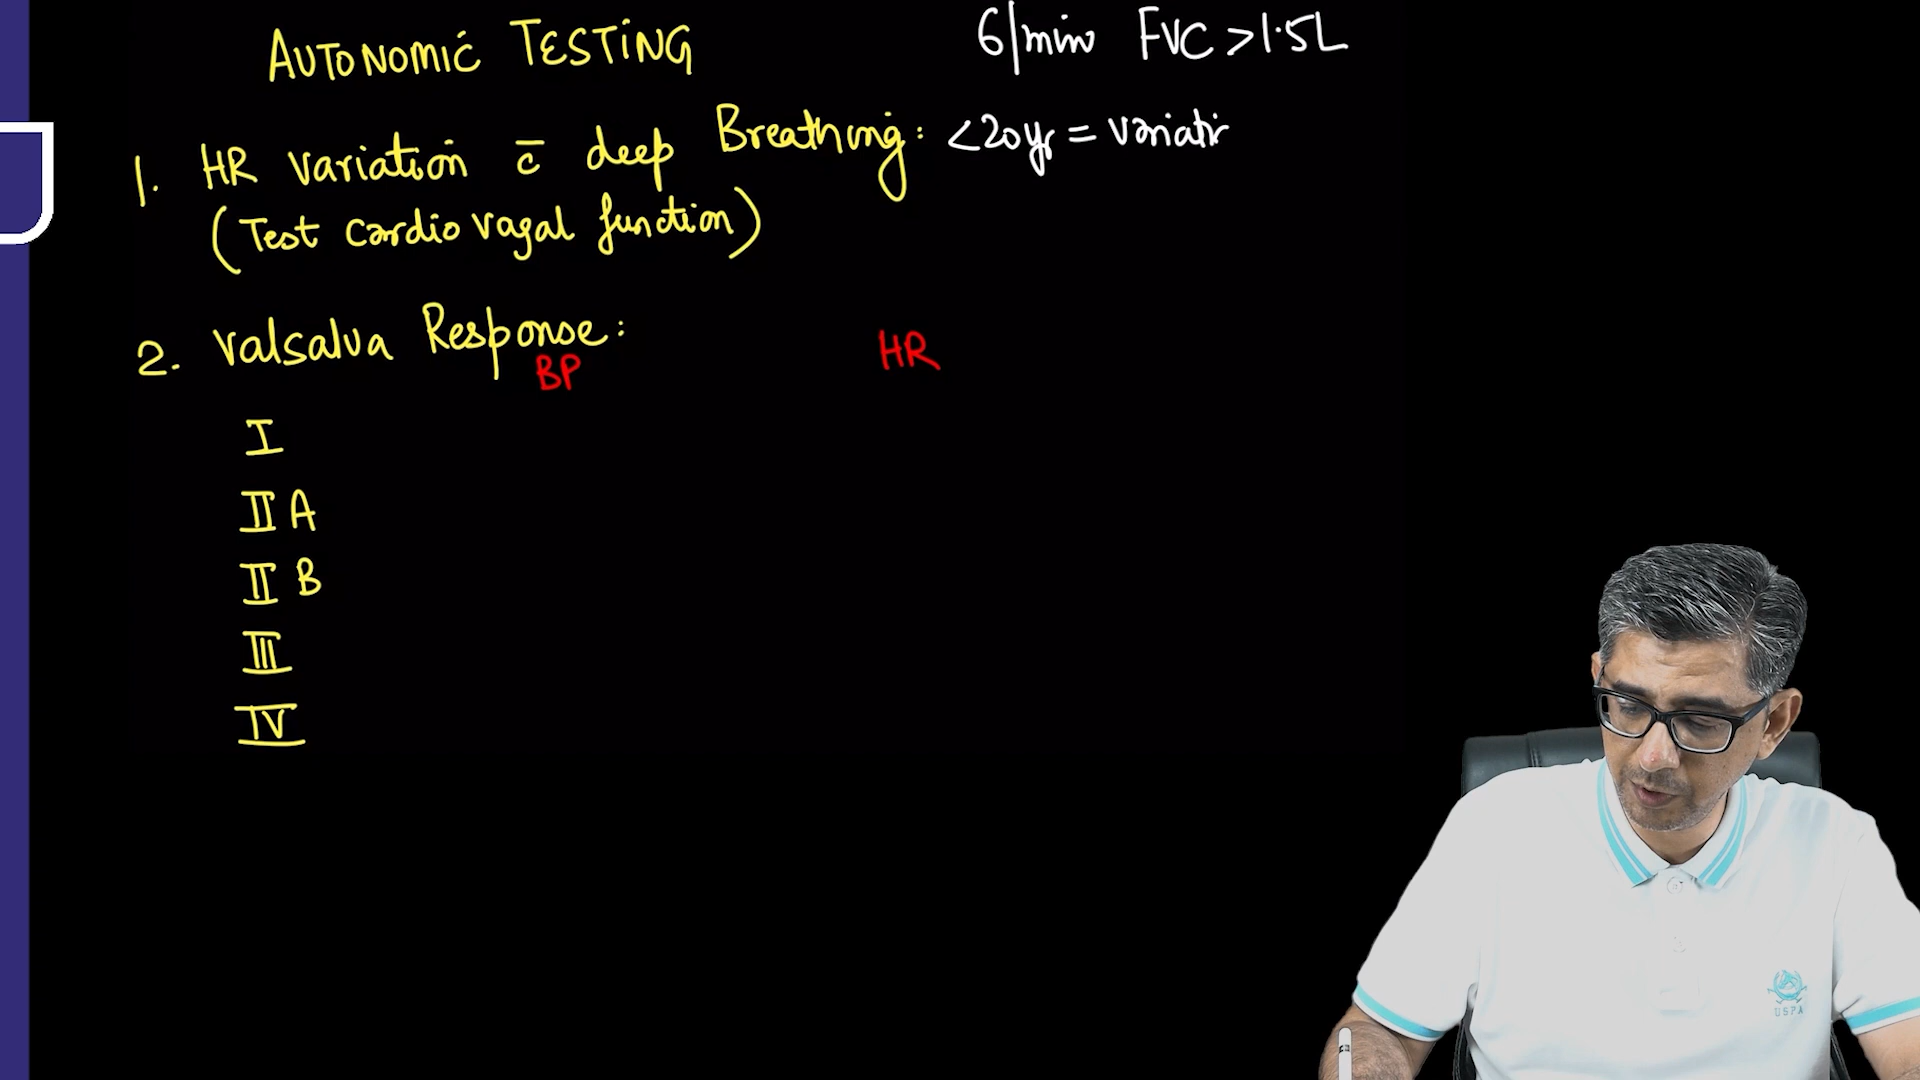 AUTONOMIC TESTING
6/min FVC >1.5L
1. HR variation c̄ deep Breathing: <20yr = variati
(Test cardio vagal function)
2. Valsalva Response:
BP HR
I
II A
II B
III
IV
USPA